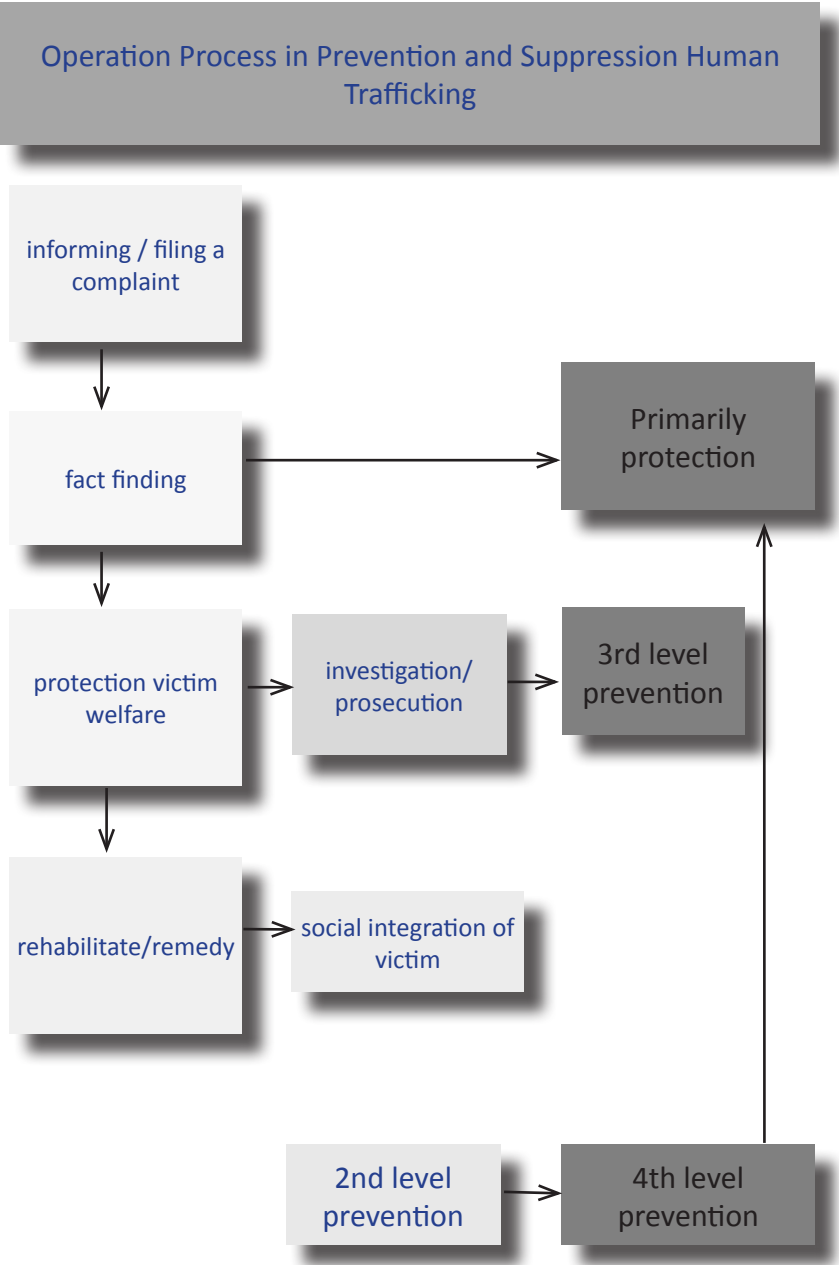 Operation Process in Prevention and Suppression Human
Trafficking
informing / filing a
complaint
fact finding
Primarily
protection
protection victim
welfare
investigation/
prosecution
3rd level
prevention
rehabilitate/remedy
social integration of
victim
2nd level
prevention
4th level
prevention